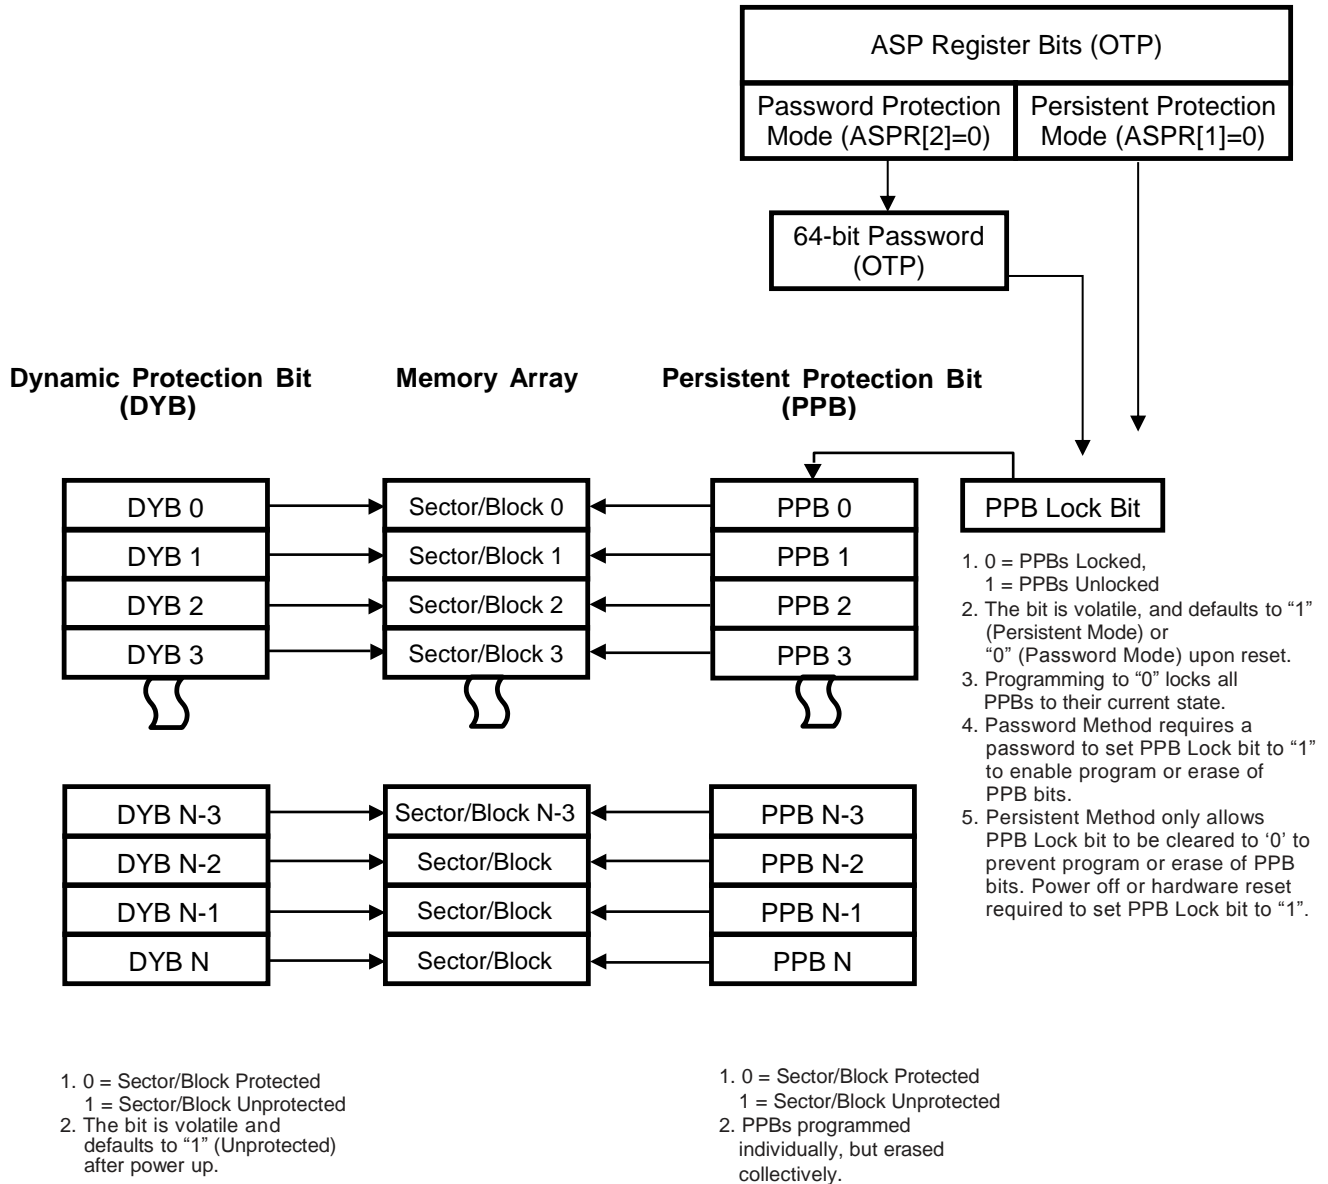 ASP Register Bits (OTP)
Password Protection
Mode (ASPR[2]=0)
Persistent Protection
Mode (ASPR[1]=0)
64-bit Password
(OTP)
Dynamic Protection Bit
(DYB)
Memory Array
Persistent Protection Bit
(PPB)
DYB 0
Sector/Block 0
PPB 0
PPB Lock Bit
DYB 1
Sector/Block 1
PPB 1
DYB 2
Sector/Block 2
PPB 2
DYB 3
Sector/Block 3
PPB 3
1. 0 = PPBs Locked,
1 = PPBs Unlocked
2. The bit is volatile, and defaults to “1”
(Persistent Mode) or
“0” (Password Mode) upon reset.
3. Programming to “0” locks all
PPBs to their current state.
4. Password Method requires a
password to set PPB Lock bit to “1”
to enable program or erase of
PPB bits.
5. Persistent Method only allows
PPB Lock bit to be cleared to ‘0’ to
prevent program or erase of PPB
bits. Power off or hardware reset
required to set PPB Lock bit to “1”.
DYB N-3
Sector/Block N-3
PPB N-3
DYB N-2
Sector/Block
PPB N-2
DYB N-1
Sector/Block
PPB N-1
DYB N
Sector/Block
PPB N
1. 0 = Sector/Block Protected
1 = Sector/Block Unprotected
2. The bit is volatile and
defaults to “1” (Unprotected)
after power up.
1. 0 = Sector/Block Protected
1 = Sector/Block Unprotected
2. PPBs programmed
individually, but erased
collectively.